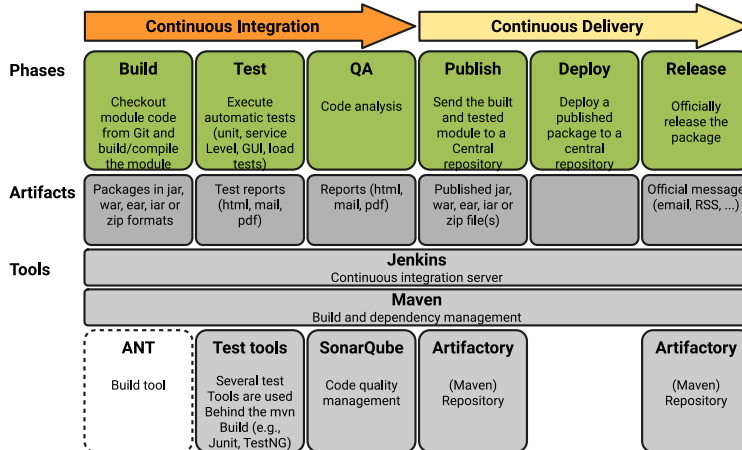 Continuous Integration
Continuous Delivery
Phases
Build
Checkout
module code
from Git and
build/compile
the module
Test
Execute
automatic tests
(unit, service
Level, GUI, load
tests)
QA
Code analysis
Publish
Send the built
and tested
module to a
Central
repository
Deploy
Deploy a
published
package to a
central
repository
Release
Officially
release the
package
Artifacts
Packages in jar,
war, ear, iar or
zip formats
Test reports
(html, mail,
pdf)
Reports (html,
mail, pdf)
Published jar,
war, ear, iar or
zip file(s)
Official message
(email, RSS, ...)
Tools
Jenkins
Continuous integration server
Maven
Build and dependency management
ANT
Build tool
Test tools
Several test
Tools are used
Behind the mvn
Build (e.g.,
Junit, TestNG)
SonarQube
Code quality
management
Artifactory
(Maven)
Repository
Artifactory
(Maven)
Repository